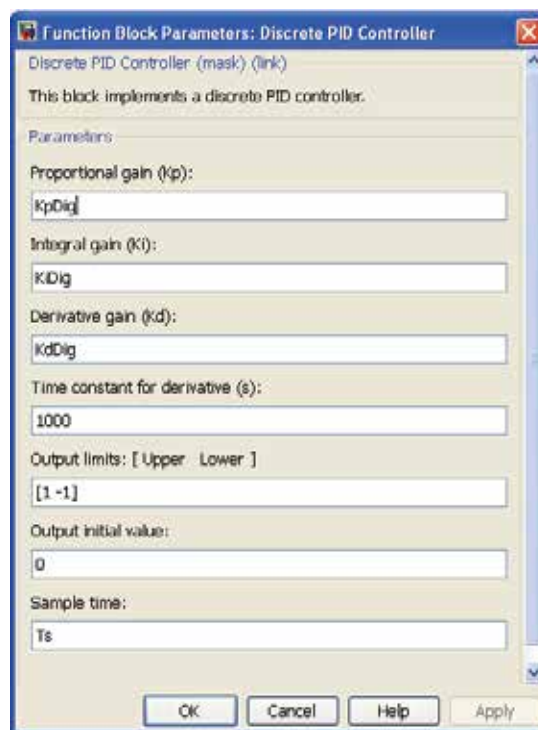 Function Block Parameters: Discrete PID Controller
Discrete PID Controller (mask) (link)
This block implements a discrete PID controller.
Parameters
Proportional gain (Kp):
KpDig
Integral gain (Ki):
KiDig
Derivative gain (Kd):
KdDig
Time constant for derivative (s):
1000
Output limits: [ Upper Lower ]
[1 -1]
Output initial value:
0
Sample time:
Ts
OK Cancel Help Apply